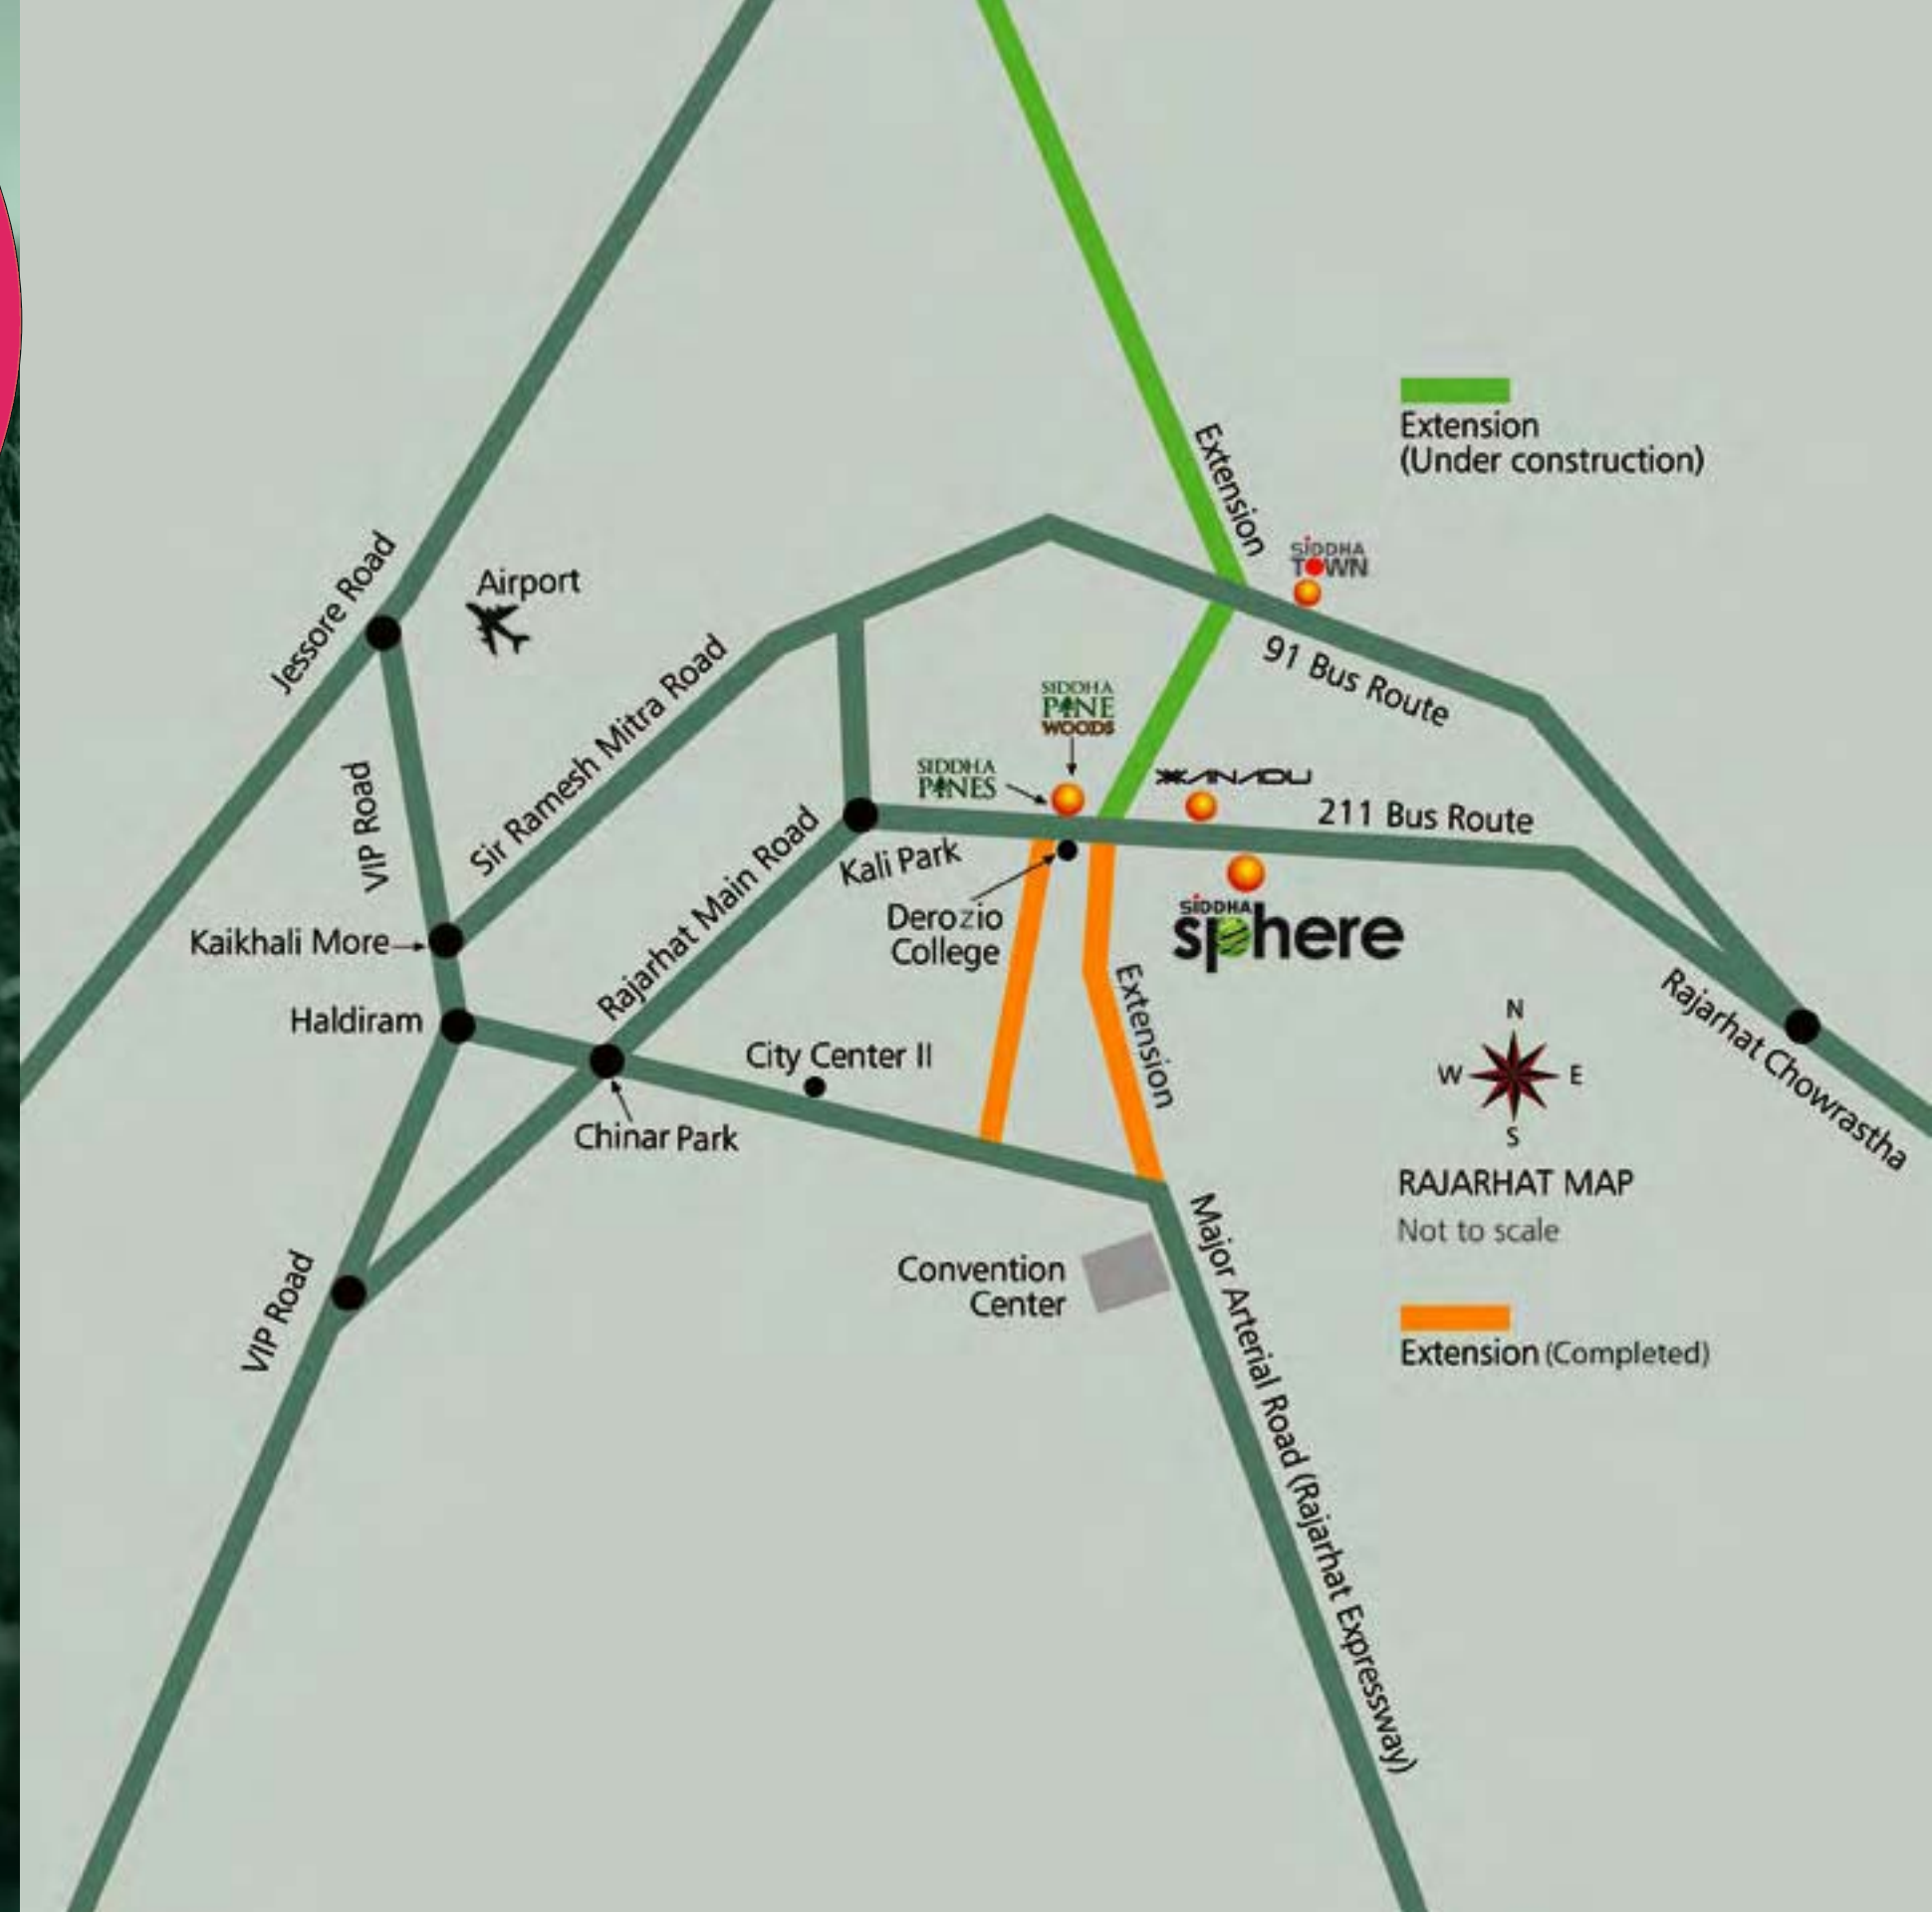 Extension
Extension
(Under construction)
Jessore Road
Airport
SIDDHA
TOWN
91 Bus Route
Sir Ramesh Mitra Road
SIDDHA
PINE
WOODS
VIP Road
SIDDHA
PINES
XANADU
211 Bus Route
Rajarhat Main Road
Kali Park
Derozio
College
SIDDHA
sphere
Kaikhali More
Haldiram
City Center II
Chinar Park
Extension
Rajarhat Chowrastha
N
W
E
S
RAJARHAT MAP
Not to scale
Convention
Center
VIP Road
Major Arterial Road (Rajarhat Expressway)
Extension (Completed)